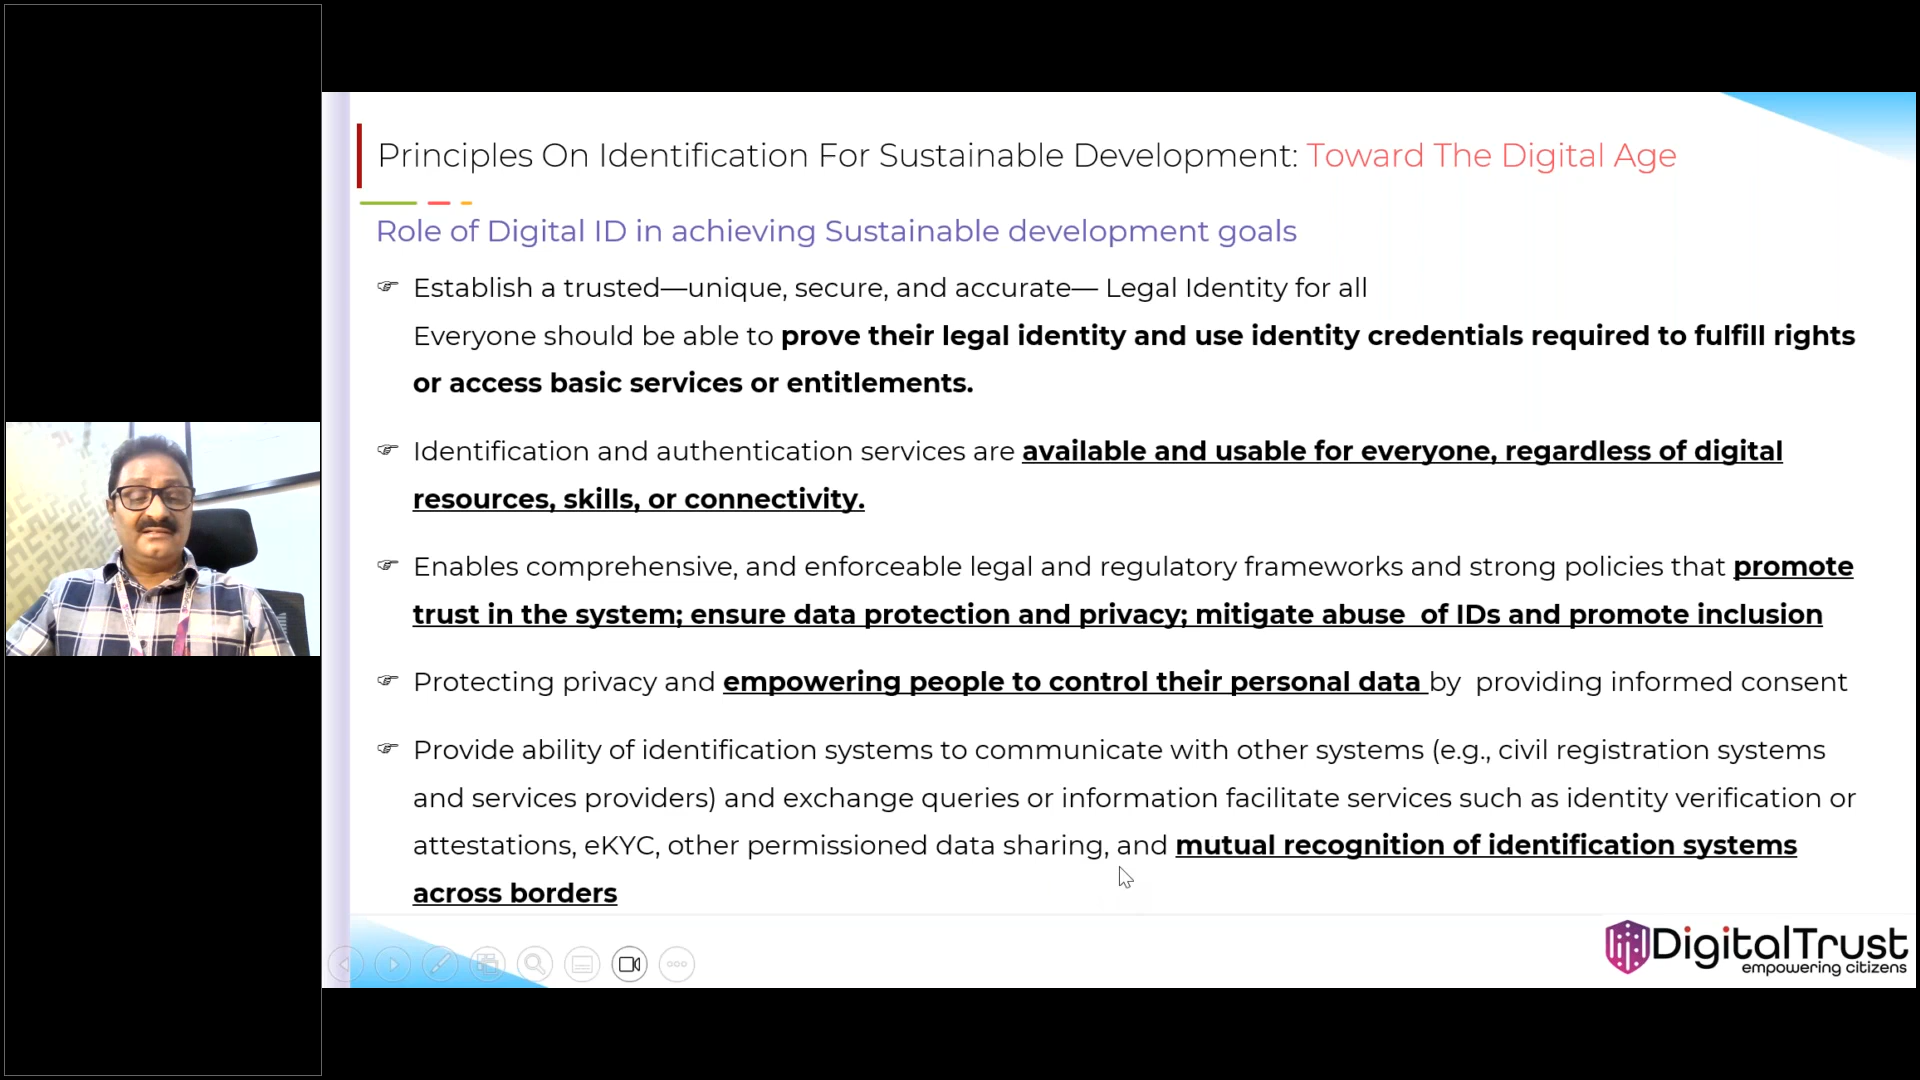 Principles On Identification For Sustainable Development: Toward The Digital Age
Role of Digital ID in achieving Sustainable development goals
Establish a trusted—unique, secure, and accurate— Legal Identity for all
Everyone should be able to prove their legal identity and use identity credentials required to fulfill rights
or access basic services or entitlements.
Identification and authentication services are available and usable for everyone, regardless of digital
resources, skills, or connectivity.
Enables comprehensive, and enforceable legal and regulatory frameworks and strong policies that promote
trust in the system; ensure data protection and privacy; mitigate abuse  of IDs and promote inclusion
Protecting privacy and empowering people to control their personal data by  providing informed consent
Provide ability of identification systems to communicate with other systems (e.g., civil registration systems
and services providers) and exchange queries or information facilitate services such as identity verification or
attestations, eKYC, other permissioned data sharing, and mutual recognition of identification systems
across borders
DigitalTrust
empowering citizens